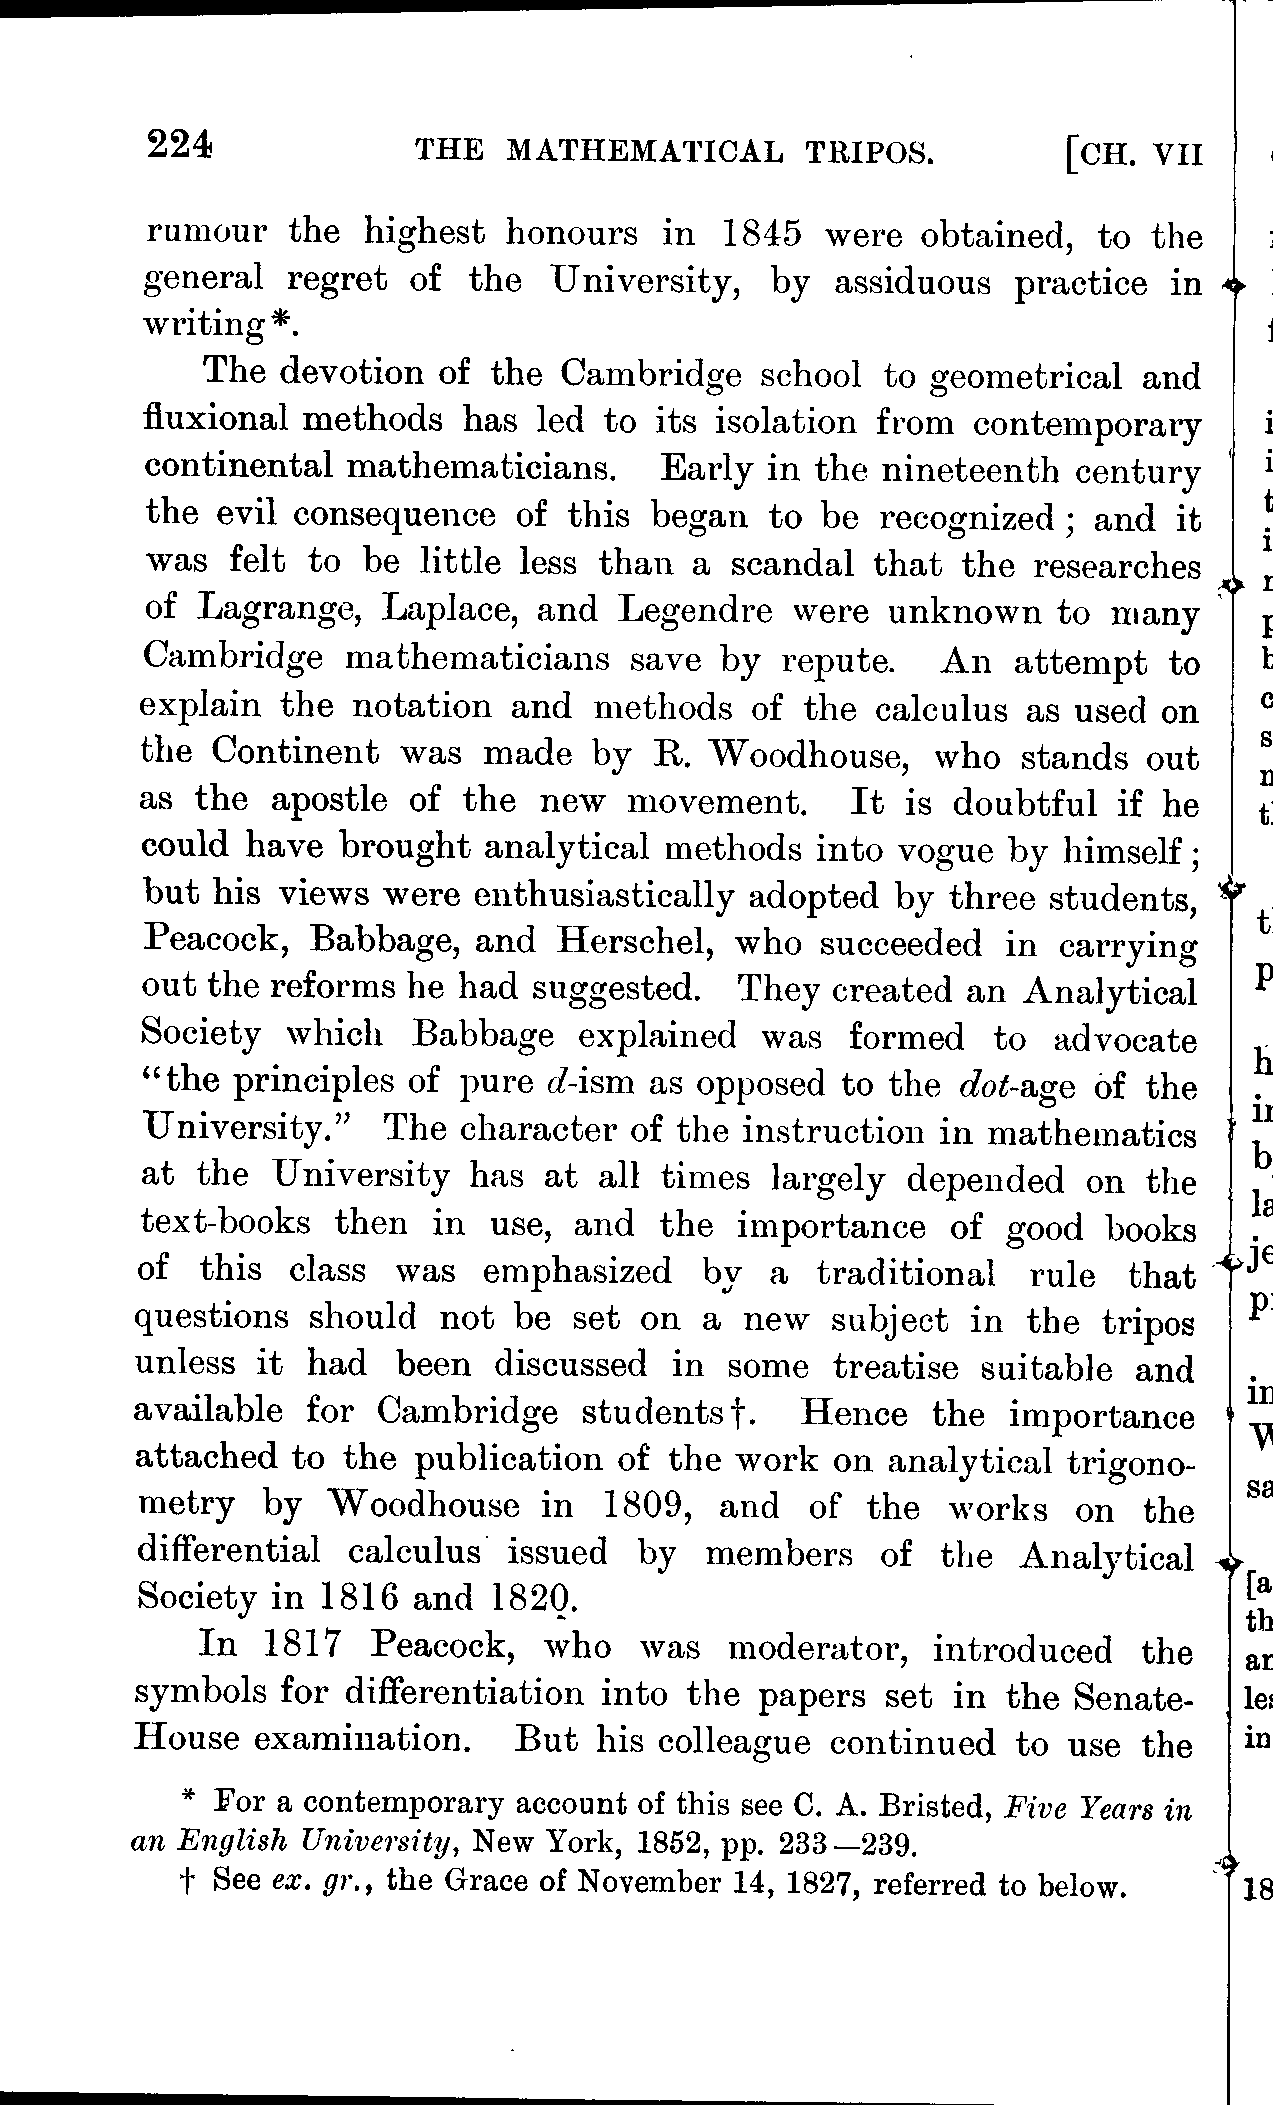 224 THE MATHEMATICAL TRIPOS. [CH. VII
rumour the highest honours in 1845 were obtained, to the
general regret of the University, by assiduous practice in
writing*.
The devotion of the Cambridge school to geometrical and
fluxional methods has led to its isolation from contemporary
continental mathematicians. Early in the nineteenth century
the evil consequence of this began to be recognized; and it
was felt to be little less than a scandal that the researches
of Lagrange, Laplace, and Legendre were unknown to many
Cambridge mathematicians save by repute. An attempt to
explain the notation and methods of the calculus as used on
the Continent was made by R. Woodhouse, who stands out
as the apostle of the new movement. It is doubtful if he
could have brought analytical methods into vogue by himself;
but his views were enthusiastically adopted by three students,
Peacock, Babbage, and Herschel, who succeeded in carrying
out the reforms he had suggested. They created an Analytical
Society which Babbage explained was formed to advocate
“the principles of pure d-ism as opposed to the dot-age of the
University.” The character of the instruction in mathematics
at the University has at all times largely depended on the
text-books then in use, and the importance of good books
of this class was emphasized by a traditional rule that
questions should not be set on a new subject in the tripos
unless it had been discussed in some treatise suitable and
available for Cambridge students†. Hence the importance
attached to the publication of the work on analytical trigono-
metry by Woodhouse in 1809, and of the works on the
differential calculus issued by members of the Analytical
Society in 1816 and 1820.
In 1817 Peacock, who was moderator, introduced the
symbols for differentiation into the papers set in the Senate-
House examination. But his colleague continued to use the
* For a contemporary account of this see C. A. Bristed, Five Years in
an English University, New York, 1852, pp. 233—239.
† See ex. gr., the Grace of November 14, 1827, referred to below.